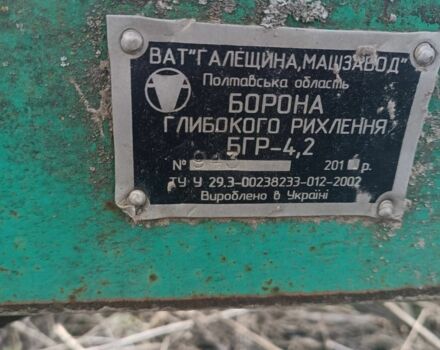 ВАТ"ГАЛЕЩИНА, МАШЗАВОД"
Полтавська область
БОРОНА
ГЛИБОКОГО РИХЛЕННЯ
БГР-4,2
№ 201 р.
ТУ У 29.3-00238233-012-2002
Вироблено в Україні